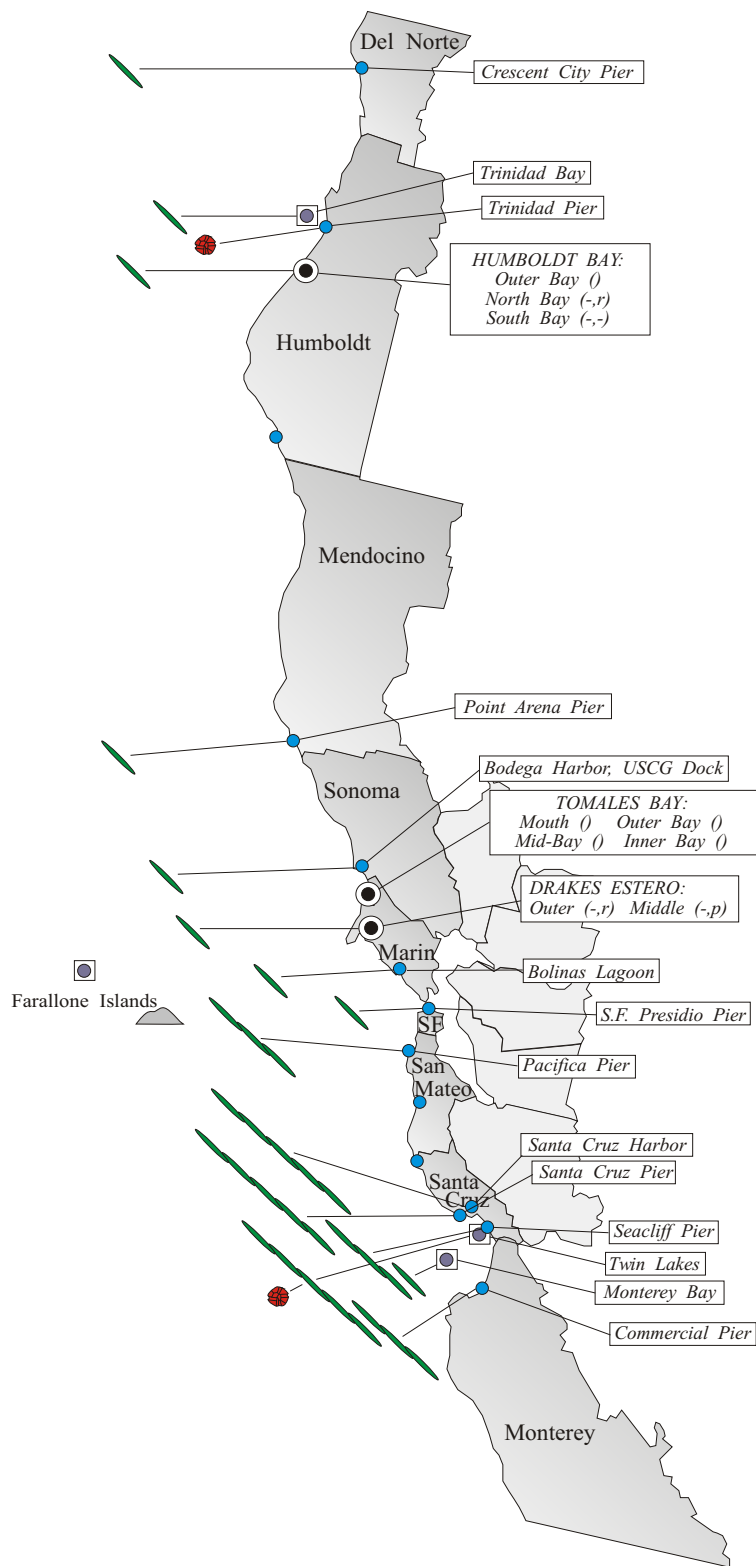 Del Norte
Crescent City Pier
Trinidad Bay
Trinidad Pier
HUMBOLDT BAY:
Outer Bay ()
North Bay (-,r)
South Bay (-,-)
Humboldt
Mendocino
Point Arena Pier
Bodega Harbor, USCG Dock
Sonoma
TOMALES BAY:
Mouth () Outer Bay ()
Mid-Bay () Inner Bay ()
DRAKES ESTERO:
Outer (-,r) Middle (-,p)
Marin
Bolinas Lagoon
Farallone Islands
S.F. Presidio Pier
SF
Pacifica Pier
San
Mateo
Santa Cruz Harbor
Santa Cruz Pier
Santa
Cruz
Seacliff Pier
Twin Lakes
Monterey Bay
Commercial Pier
Monterey